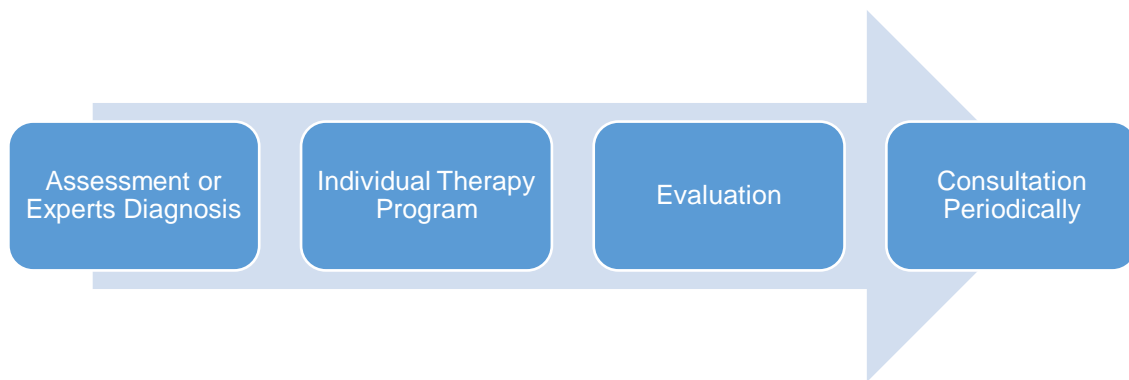 Assessment or
Experts Diagnosis
Individual Therapy
Program
Evaluation
Consultation
Periodically